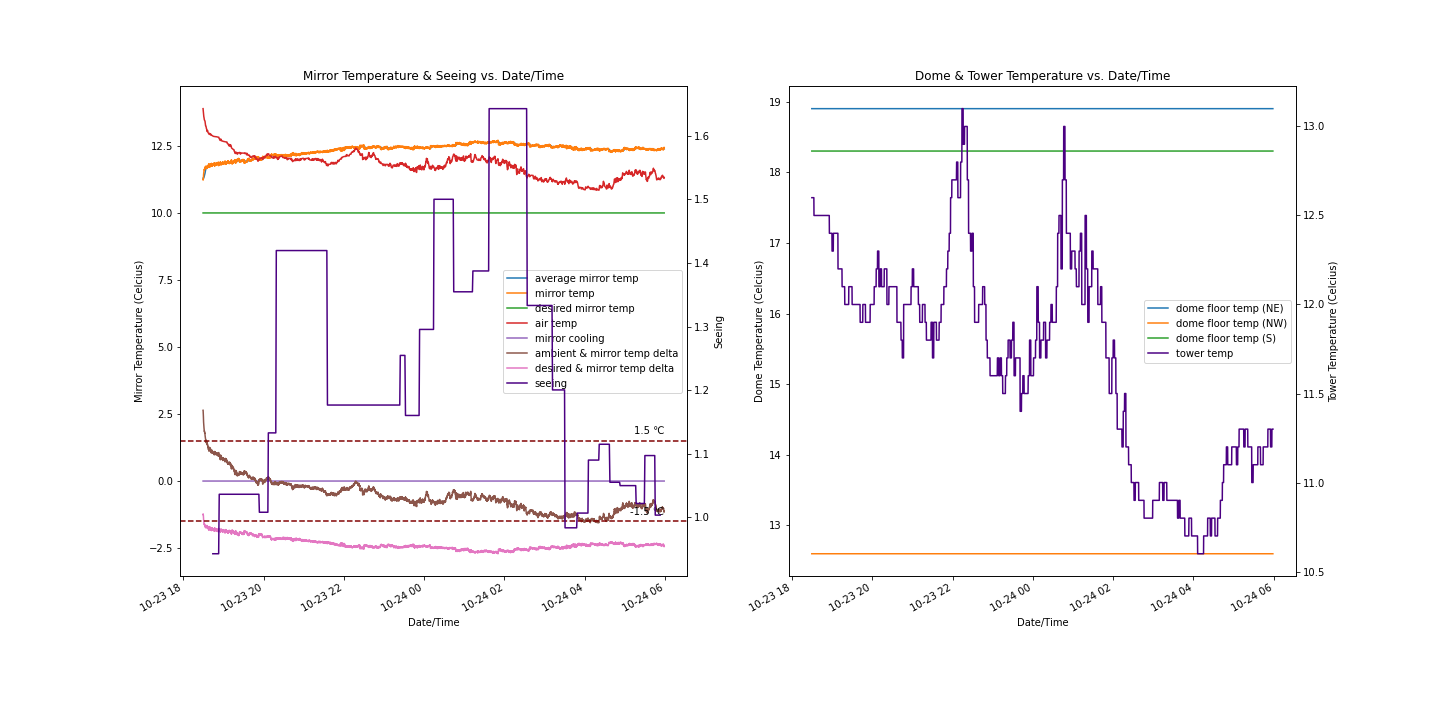 Mirror Temperature & Seeing vs. Date/Time
12.5
10.0
7.5
5.0
2.5
0.0
−2.5
Mirror Temperature (Celcius)
1.6
1.5
1.4
1.3
1.2
1.1
1.0
Seeing
average mirror temp
mirror temp
desired mirror temp
air temp
mirror cooling
ambient & mirror temp delta
desired & mirror temp delta
seeing
1.5 ℃
-1.5 ℃
10-23 18
10-23 20
10-23 22
10-24 00
10-24 02
10-24 04
10-24 06
Date/Time
Dome & Tower Temperature vs. Date/Time
19
18
17
16
15
14
13
Dome Temperature (Celcius)
13.0
12.5
12.0
11.5
11.0
10.5
Tower Temperature (Celcius)
dome floor temp (NE)
dome floor temp (NW)
dome floor temp (S)
tower temp
10-23 18
10-23 20
10-23 22
10-24 00
10-24 02
10-24 04
10-24 06
Date/Time